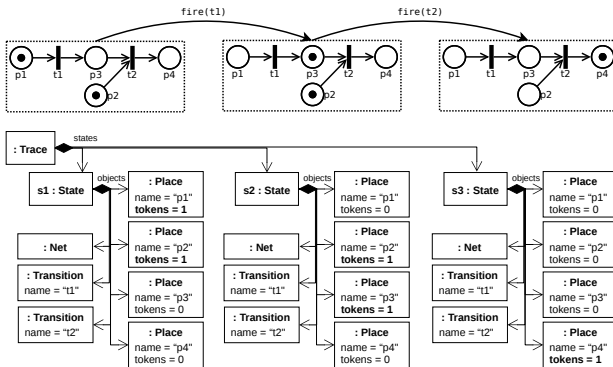 fire(t1)
fire(t2)
p1
t1
p3
t2
p4
p2
p1
t1
p3
t2
p4
p2
p1
t1
p3
t2
p4
p2
: Trace
states
s1 : State
objects
: Place
name = "p1"
tokens = 1
: Net
: Place
name = "p2"
tokens = 1
: Transition
name = "t1"
: Place
name = "p3"
tokens = 0
: Transition
name = "t2"
: Place
name = "p4"
tokens = 0
s2 : State
objects
: Place
name = "p1"
tokens = 0
: Net
: Place
name = "p2"
tokens = 1
: Transition
name = "t1"
: Place
name = "p3"
tokens = 1
: Transition
name = "t2"
: Place
name = "p4"
tokens = 0
s3 : State
objects
: Place
name = "p1"
tokens = 0
: Net
: Place
name = "p2"
tokens = 0
: Transition
name = "t1"
: Place
name = "p3"
tokens = 0
: Transition
name = "t2"
: Place
name = "p4"
tokens = 1